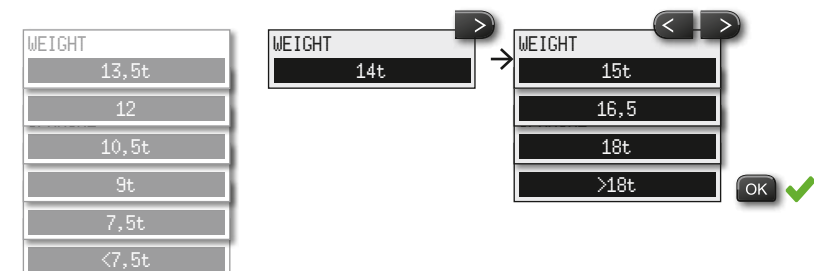 WEIGHT
13,5t
12
10,5t
9t
7,5t
<7,5t
>
WEIGHT
14t
< >
WEIGHT
15t
16,5
18t
>18t
OK